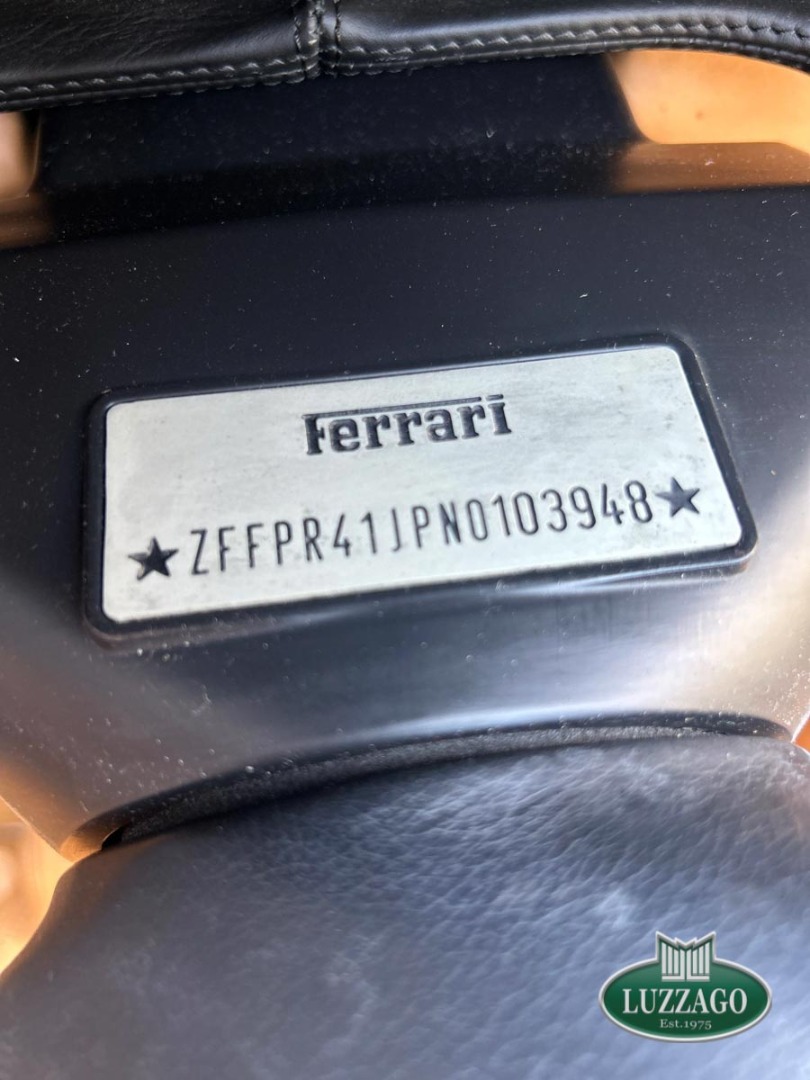 Ferrari
★ZFFPR41JPN0103948★
LUZZAGO
Est.1975